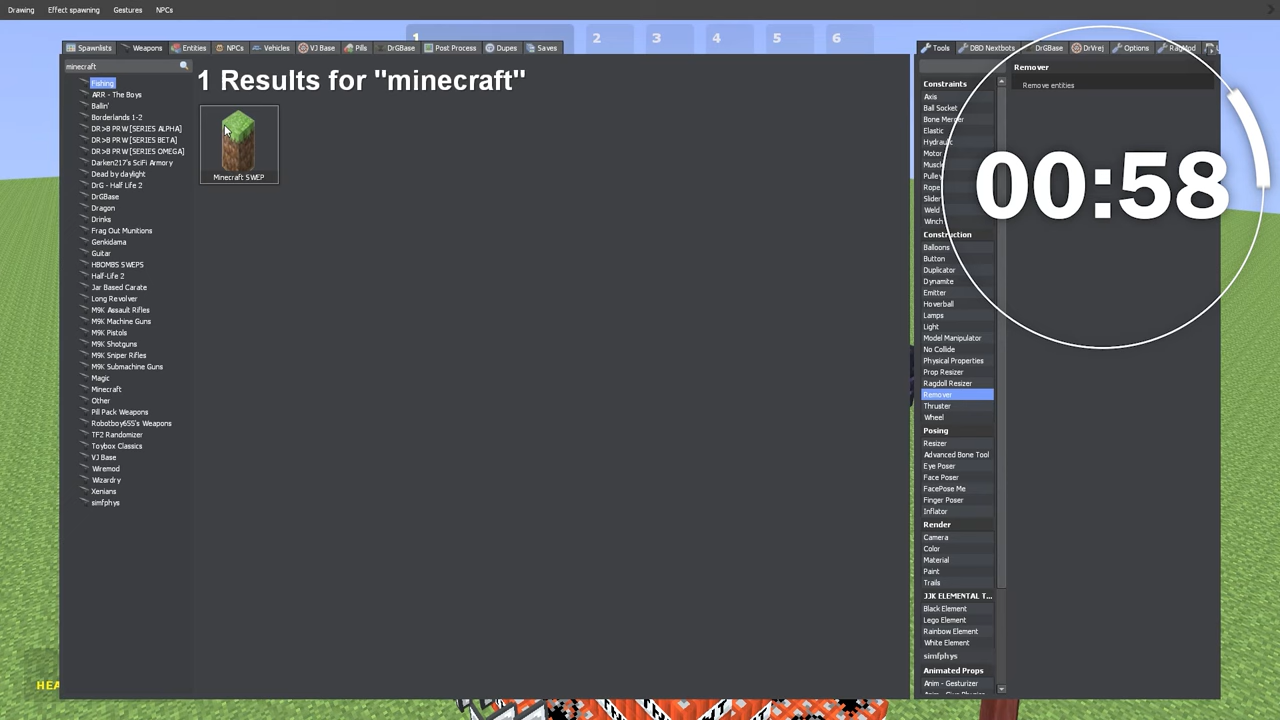 Drawing Effect spawning Gestures NPCs
1 2 3 4 5 6
Spawnlists Weapons Entities NPCs Vehicles VJ Base Pills DrGBase Post Process Dupes Saves
minecraft
Fishing
ARR - The Boys
Ballin'
Borderlands 1-2
DR>B PRW [SERIES ALPHA]
DR>B PRW [SERIES BETA]
DR>B PRW [SERIES OMEGA]
Darken217's SciFi Armory
Dead by daylight
DrG - Half Life 2
DrGBase
Dragon
Drinks
Frag Out Munitions
Genkidama
Guitar
HBOMBS SWEPS
Half-Life 2
Jar Based Carate
Long Revolver
M9K Assault Rifles
M9K Machine Guns
M9K Pistols
M9K Shotguns
M9K Sniper Rifles
M9K Submachine Guns
Magic
Minecraft
Other
Pill Pack Weapons
Robotboy655's Weapons
TF2 Randomizer
Toybox Classics
VJ Base
Wiremod
Wizardry
Xenians
simfphys
1 Results for "minecraft"
Minecraft SWEP
HEA
Tools DBD Nextbots DrGBase DrVrej Options RagMod
Constraints
Axis
Ball Socket
Bone Merger
Elastic
Hydraulic
Motor
Muscle
Pulley
Rope
Slider
Weld
Winch
Construction
Balloons
Button
Duplicator
Dynamite
Emitter
Hoverball
Lamps
Light
Model Manipulator
No Collide
Physical Properties
Prop Resizer
Ragdoll Resizer
Remover
Thruster
Wheel
Posing
Resizer
Advanced Bone Tool
Eye Poser
Face Poser
FacePose Me
Finger Poser
Inflator
Render
Camera
Color
Material
Paint
Trails
JJK ELEMENTAL T...
Black Element
Lego Element
Rainbow Element
White Element
simfphys
Animated Props
Anim - Gesturizer
Remover
Remove entities
00:58